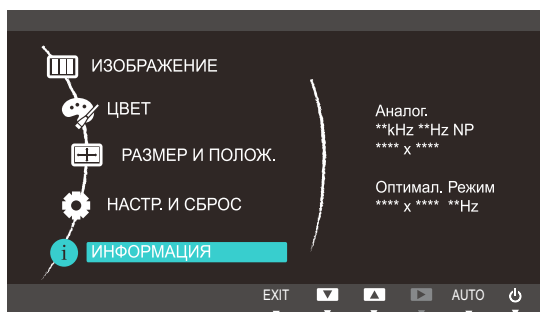 ИЗОБРАЖЕНИЕ
ЦВЕТ
РАЗМЕР И ПОЛОЖ.
НАСТР. И СБРОС
i ИНФОРМАЦИЯ
Аналог.
**kHz **Hz NP
**** x ****
Оптимал. Режим
**** x **** **Hz
EXIT AUTO